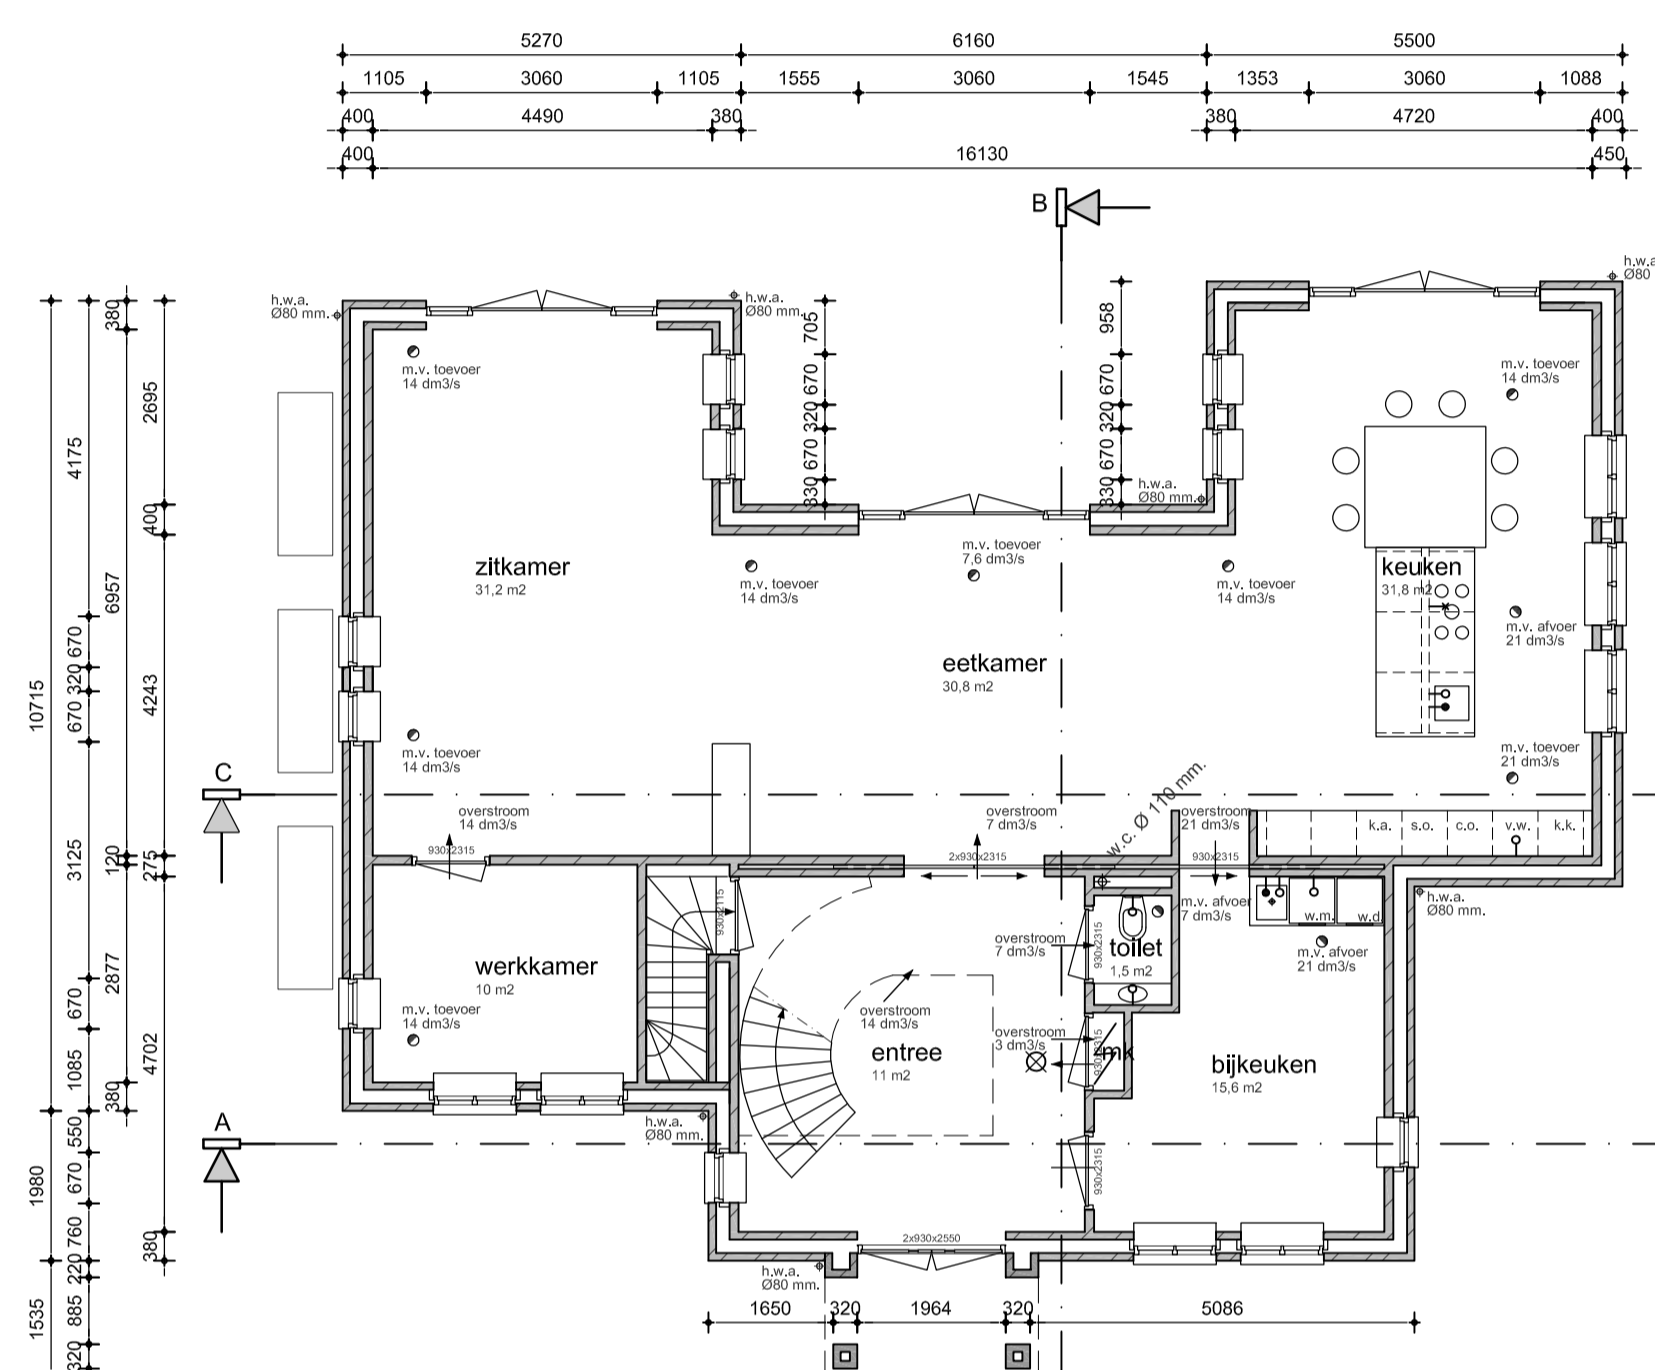 5270 6160 5500
1105 3060 1105 1555 3060 1545 1353 3060 1088
400 4490 380 380 4720 400
400 16130 450
B
h.w.a.
Ø80 mm.
h.w.a.
Ø80 mm.
h.w.a.
Ø80
380
2695
4175
400
6957
670
320
670
4243
10715
3125
120
275
2877
670
1085
4702
380
550
670
1980
760
380
220
885
1535
320
705
670
320
670
330
958
670
320
670
330
h.w.a.
Ø80 mm.
m.v. toevoer
14 dm3/s
m.v. toevoer
14 dm3/s
zitkamer
31,2 m2
m.v. toevoer
14 dm3/s
m.v. toevoer
7,6 dm3/s
m.v. toevoer
14 dm3/s
keuken
31,8 m2
m.v. afvoer
21 dm3/s
eetkamer
30,8 m2
m.v. toevoer
14 dm3/s
m.v. toevoer
21 dm3/s
C
overstroom
14 dm3/s
930x2315
overstroom
7 dm3/s
2x930x2315
w.c. Ø 110 mm.
overstroom
21 dm3/s
930x2315
k.a. s.o. c.o. v.w. k.k.
h.w.a.
Ø80 mm.
930x2115
m.v. afvoer
7 dm3/s
w.m. w.d.
overstroom
7 dm3/s
930x2315
toilet
1,5 m2
m.v. afvoer
21 dm3/s
werkkamer
10 m2
m.v. toevoer
14 dm3/s
overstroom
14 dm3/s
overstroom
3 dm3/s
930x2315
mk
entree
11 m2
bijkeuken
15,6 m2
A
h.w.a.
Ø80 mm.
930x2315
2x930x2550
h.w.a.
Ø80 mm.
1650 320 1964 320 5086